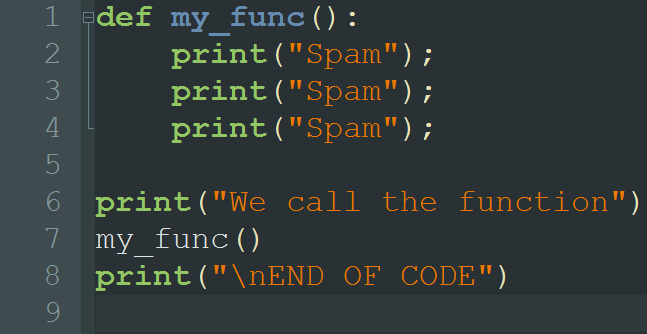 1 def my_func():
2     print("Spam");
3     print("Spam");
4     print("Spam");
5
6 print("We call the function")
7 my_func()
8 print("\nEND OF CODE")
9